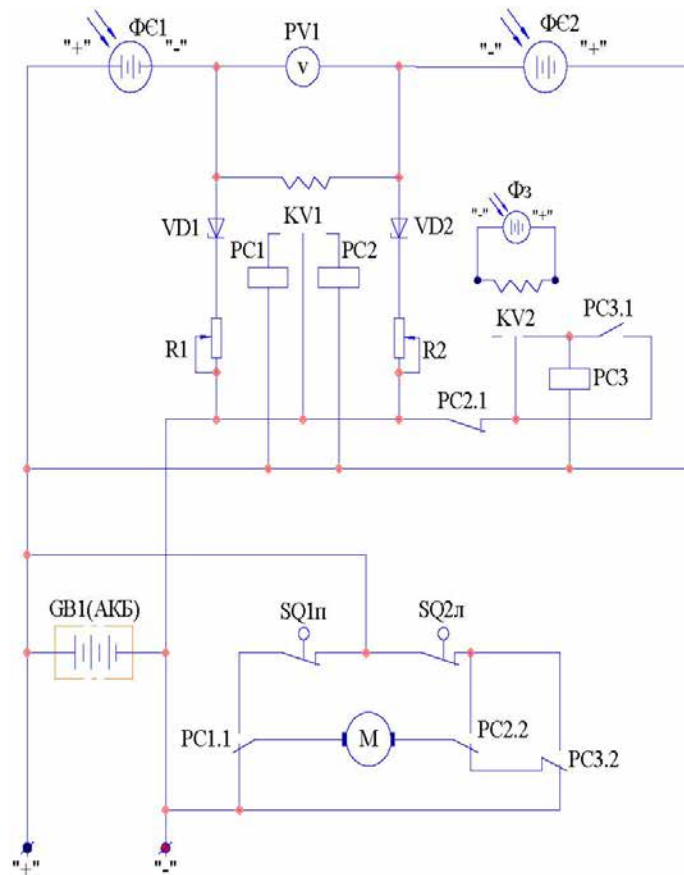 ФЄ1 PV1 ФЄ2
"+" "-" V "-" "+"
Фз
"-" "+"
VD1 KV1 VD2
PC1 PC2
KV2 PC3.1
R1 R2 PC3
PC2.1
GB1(АКБ) SQ1п SQ2л
PC1.1 M PC2.2
PC3.2
"+" "-"